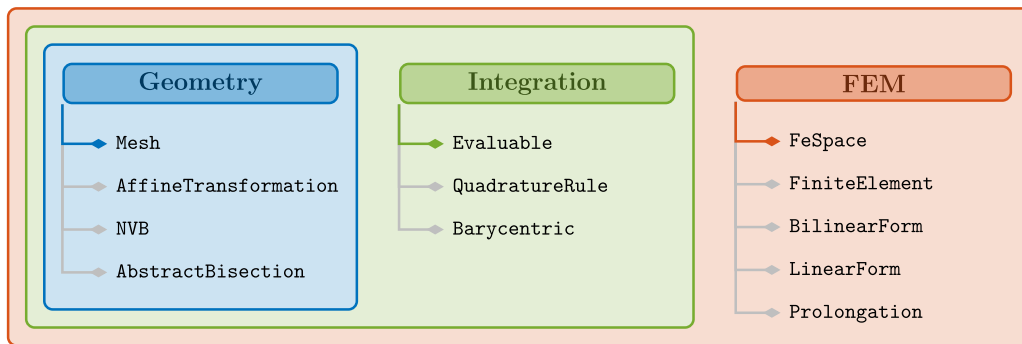 Geometry
Mesh
AffineTransformation
NVB
AbstractBisection
Integration
Evaluable
QuadratureRule
Barycentric
FEM
FeSpace
FiniteElement
BilinearForm
LinearForm
Prolongation